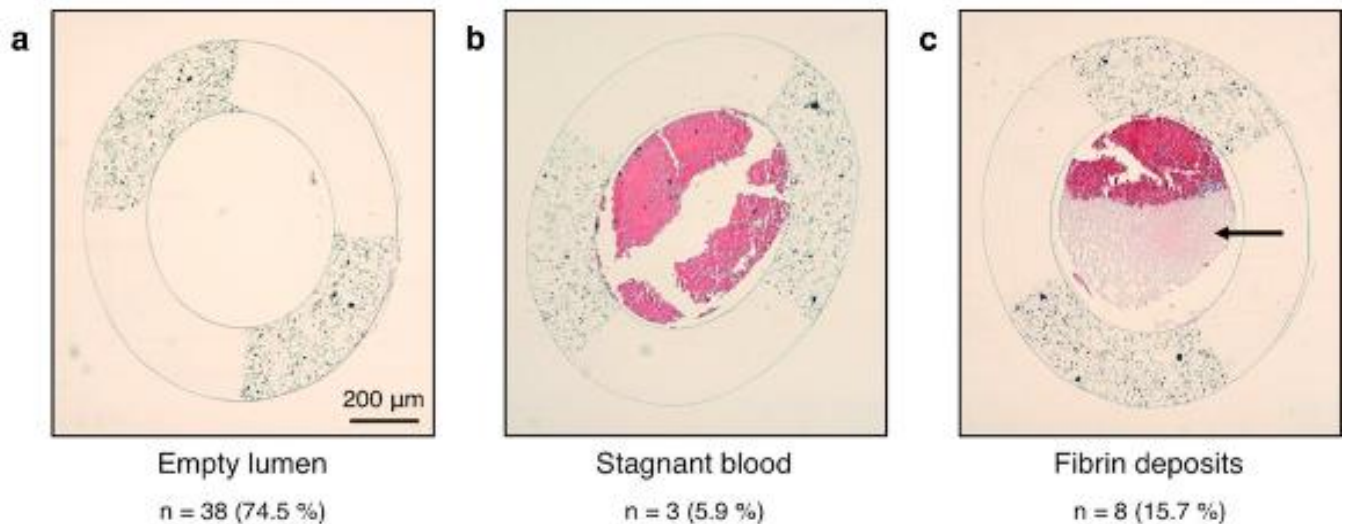 a
b
c
200 µm
Empty lumen
Stagnant blood
Fibrin deposits
n = 38 (74.5 %)
n = 3 (5.9 %)
n = 8 (15.7 %)